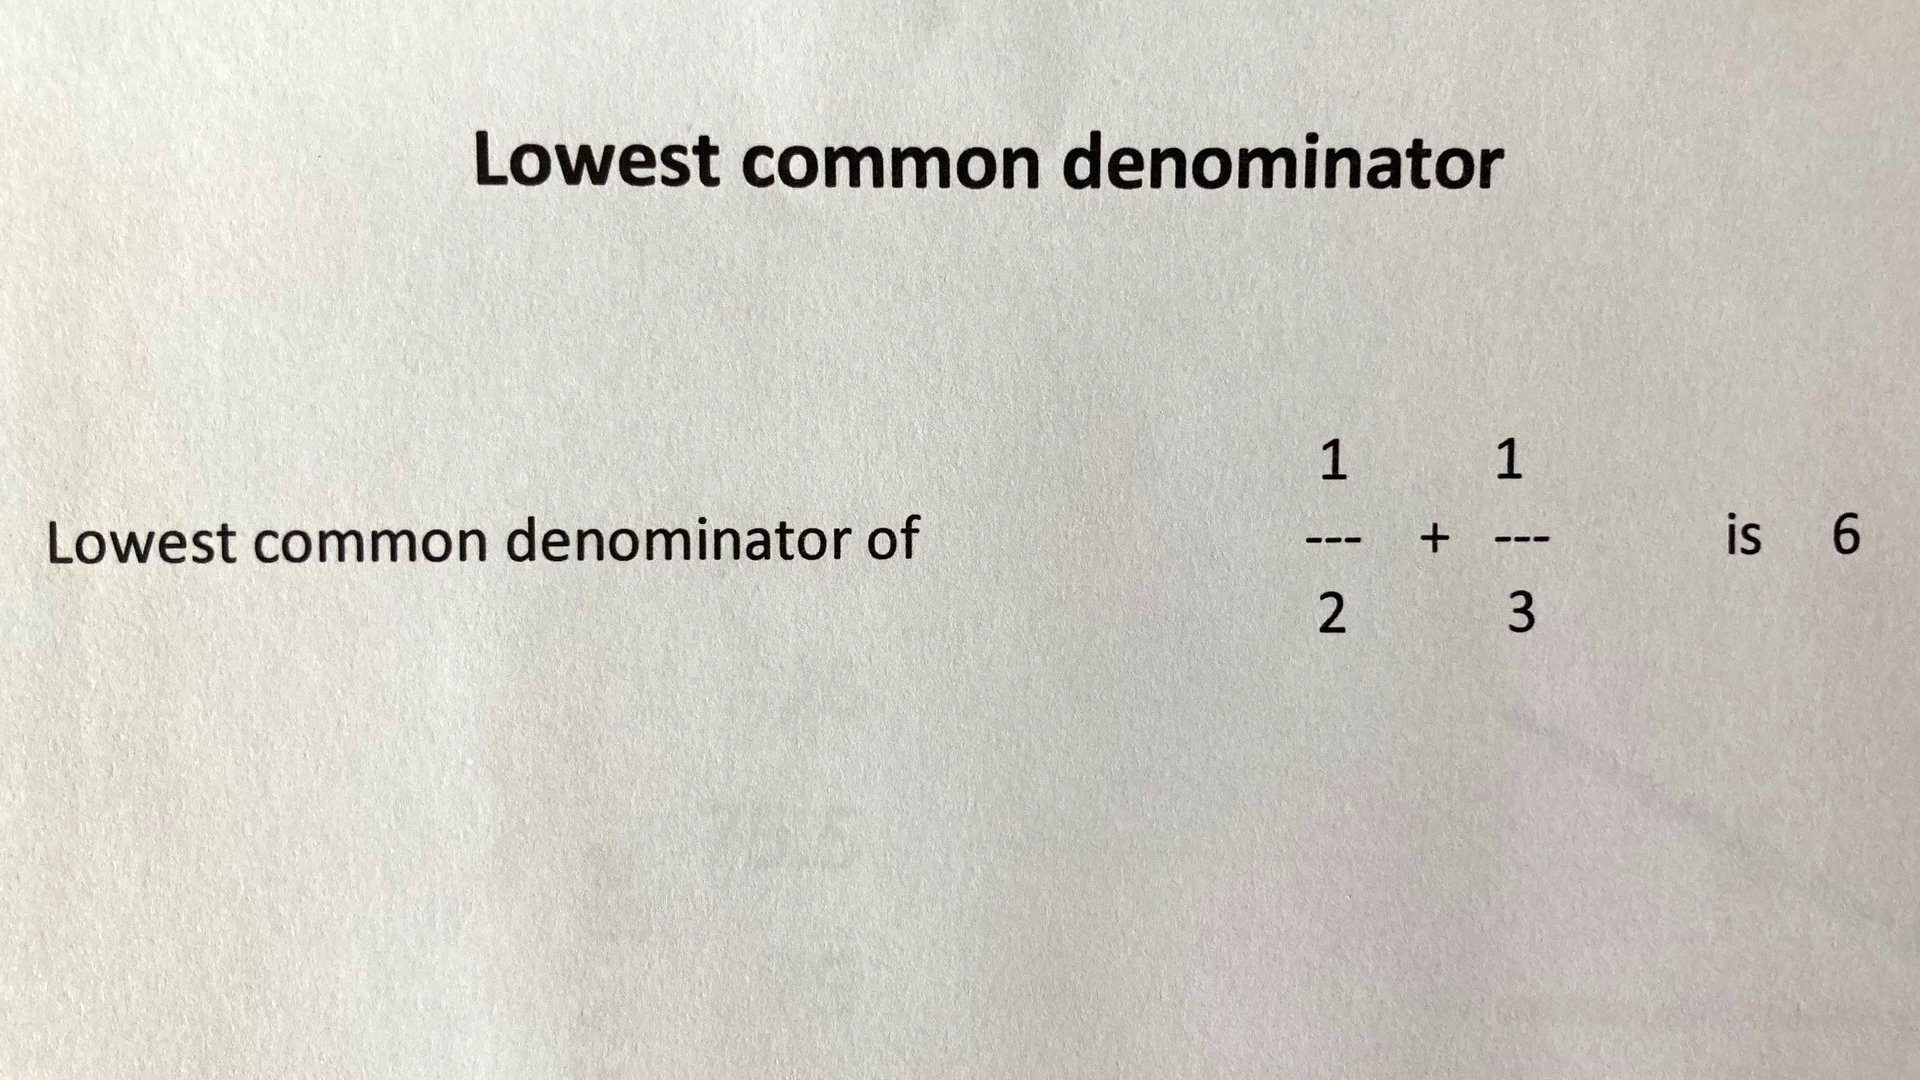 Lowest common denominator
1 1
Lowest common denominator of --- + --- is 6
2 3